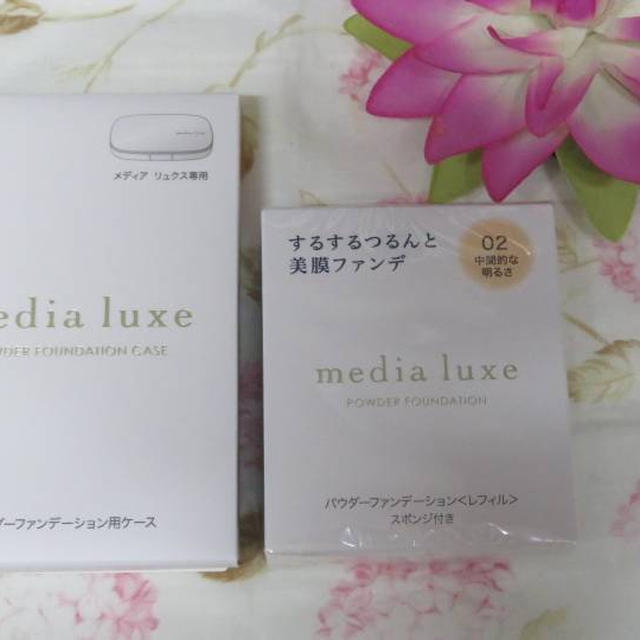 メディア リュクス専用
edia luxe
WDER FOUNDATION CASE
ダーファンデーション用ケース
するするつるんと
美膜ファンデ
02
中間的な
明るさ
media luxe
POWDER FOUNDATION
パウダーファンデーション<レフィル>
スポンジ付き